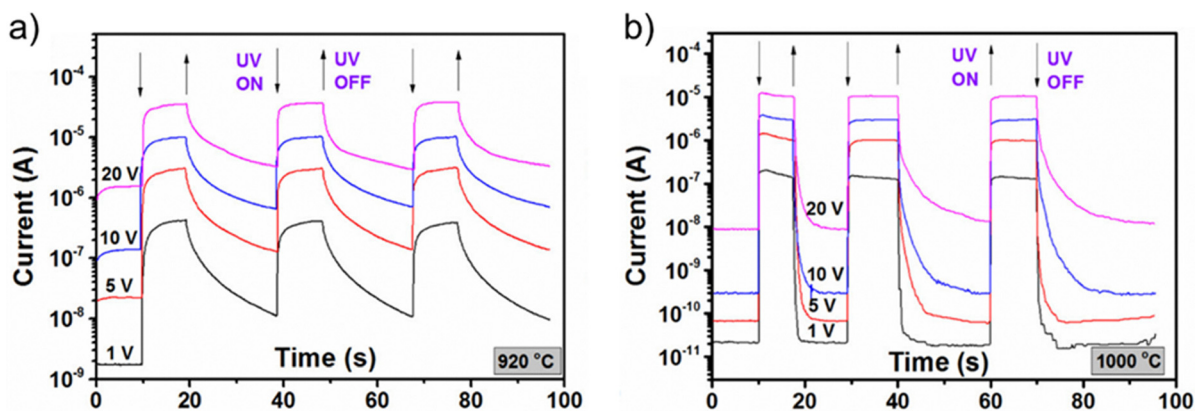 a)
Current (A)
10⁻⁴
10⁻⁵
10⁻⁶
10⁻⁷
10⁻⁸
10⁻⁹
UV UV
ON OFF
20 V
10 V
5 V
1 V
920 °C
0 20 40 60 80 100
Time (s)
b)
Current (A)
10⁻⁴
10⁻⁵
10⁻⁶
10⁻⁷
10⁻⁸
10⁻⁹
10⁻¹⁰
10⁻¹¹
UV UV
ON OFF
20 V
10 V
5 V
1 V
1000 °C
0 20 40 60 80 100
Time (s)